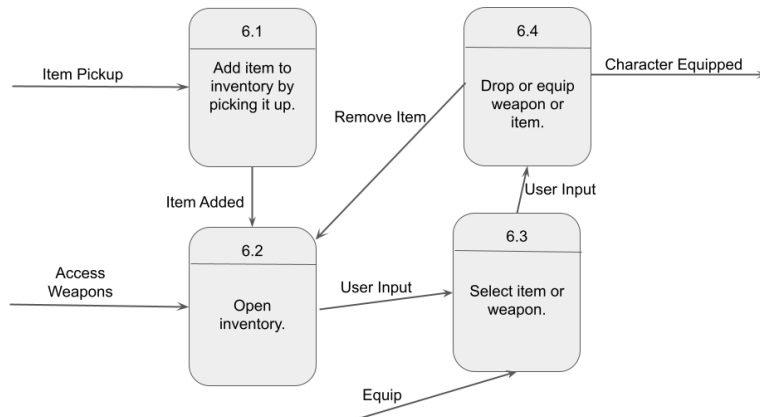 6.1
Add item to
inventory by
picking it up.
Item Pickup
6.4
Drop or equip
weapon or
item.
Character Equipped
Remove Item
Item Added
User Input
6.2
Open
inventory.
Access
Weapons
User Input
6.3
Select item or
weapon.
Equip